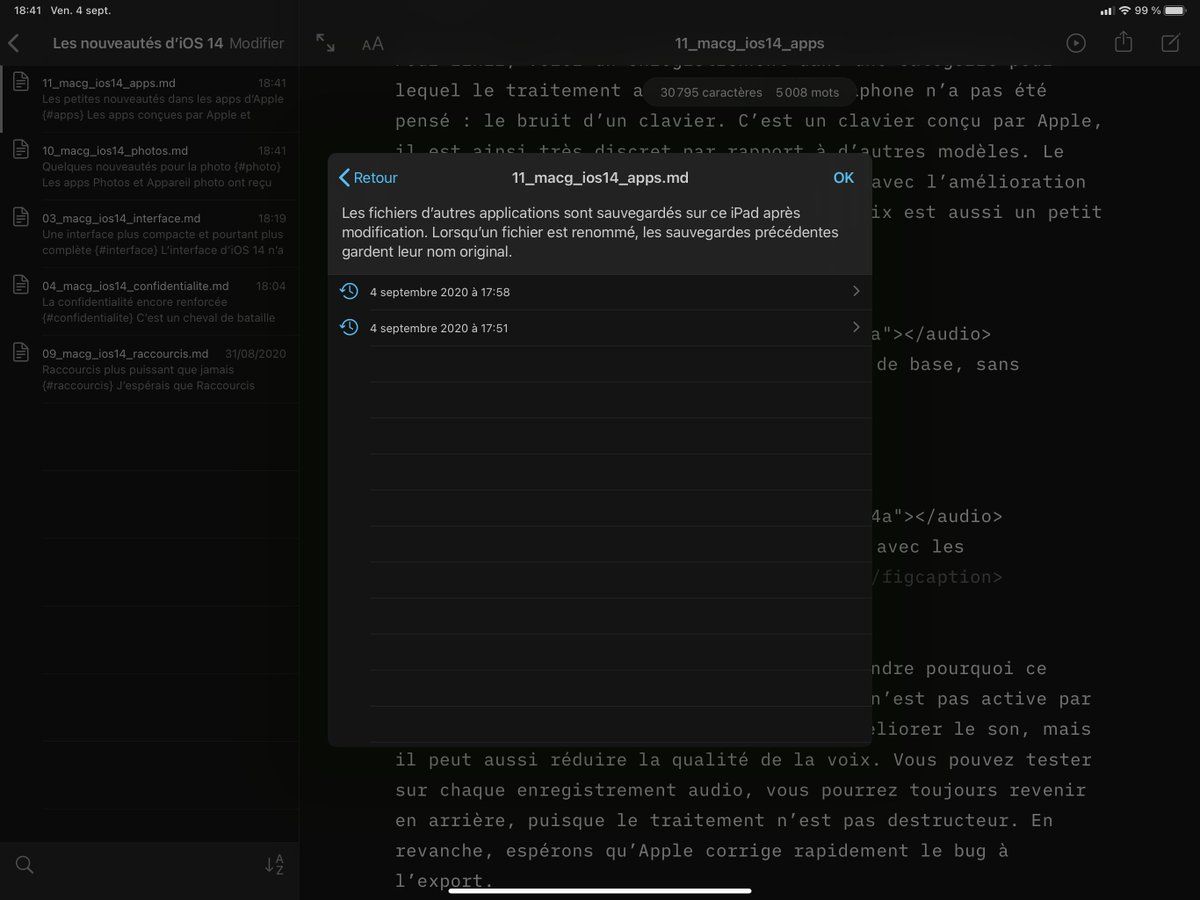 18:41 Ven. 4 sept.
99 %
Les nouveautés d’iOS 14 Modifier
AA
11_macg_ios14_apps
11_macg_ios14_apps.md 18:41
Les petites nouveautés dans les apps d’Apple
{#apps} Les apps conçues par Apple et
10_macg_ios14_photos.md 18:41
Quelques nouveautés pour la photo {#photo}
Les apps Photos et Appareil photo ont reçu
03_macg_ios14_interface.md 18:19
Une interface plus compacte et pourtant plus
complète {#interface} L’interface d’iOS 14 n’a
04_macg_ios14_confidentialite.md 18:04
La confidentialité encore renforcée
{#confidentialite} C’est un cheval de bataille
09_macg_ios14_raccourcis.md 31/08/2020
Raccourcis plus puissant que jamais
{#raccourcis} J’espérais que Raccourcis
A
Z
30 795 caractères 5 008 mots
lequel le traitement a phone n’a pas été
pensé : le bruit d’un clavier. C’est un clavier conçu par Apple,
il est ainsi très discret par rapport à d’autres modèles. Le
avec l’amélioration
ix est aussi un petit
Retour 11_macg_ios14_apps.md OK
Les fichiers d’autres applications sont sauvegardés sur ce iPad après
modification. Lorsqu’un fichier est renommé, les sauvegardes précédentes
gardent leur nom original.
4 septembre 2020 à 17:58
4 septembre 2020 à 17:51
a"></audio>
de base, sans
4a"></audio>
avec les
/figcaption>
ndre pourquoi ce
n’est pas active par
éliorer le son, mais
il peut aussi réduire la qualité de la voix. Vous pouvez tester
sur chaque enregistrement audio, vous pourrez toujours revenir
en arrière, puisque le traitement n’est pas destructeur. En
revanche, espérons qu’Apple corrige rapidement le bug à
l’export.